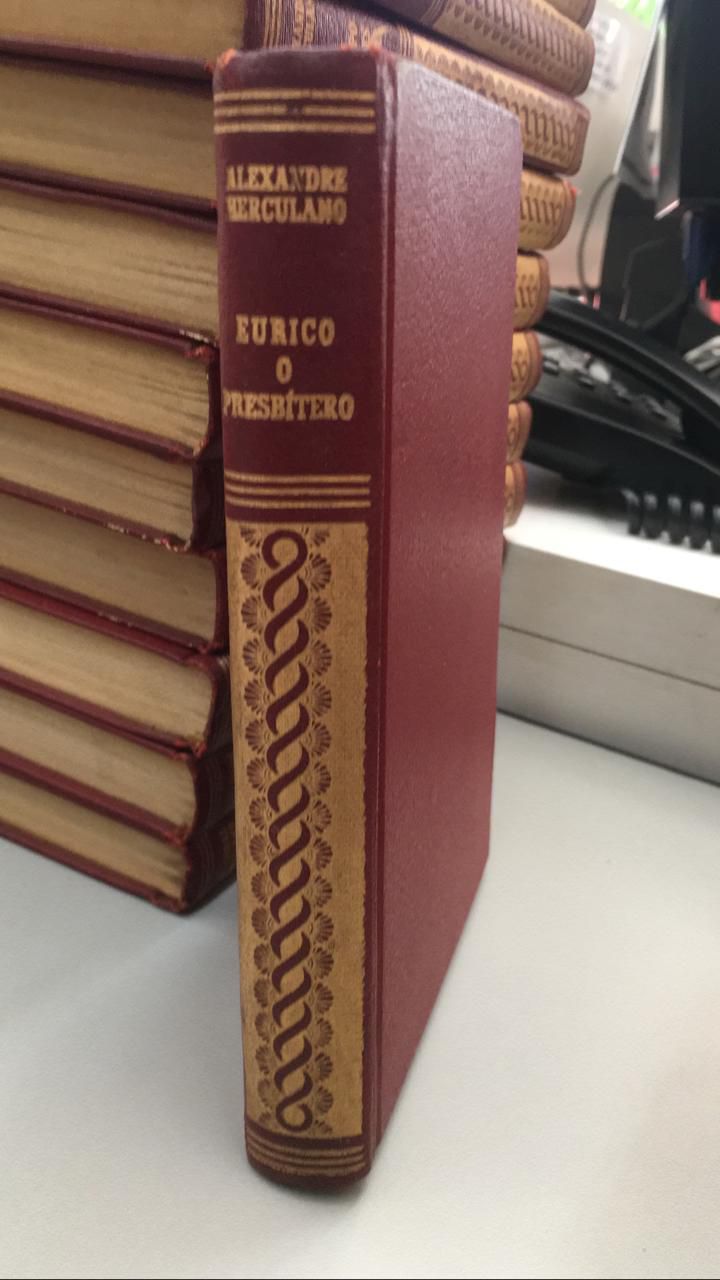 ALEXANDRE
HERCULANO
EURICO
O
PRESBÍTERO